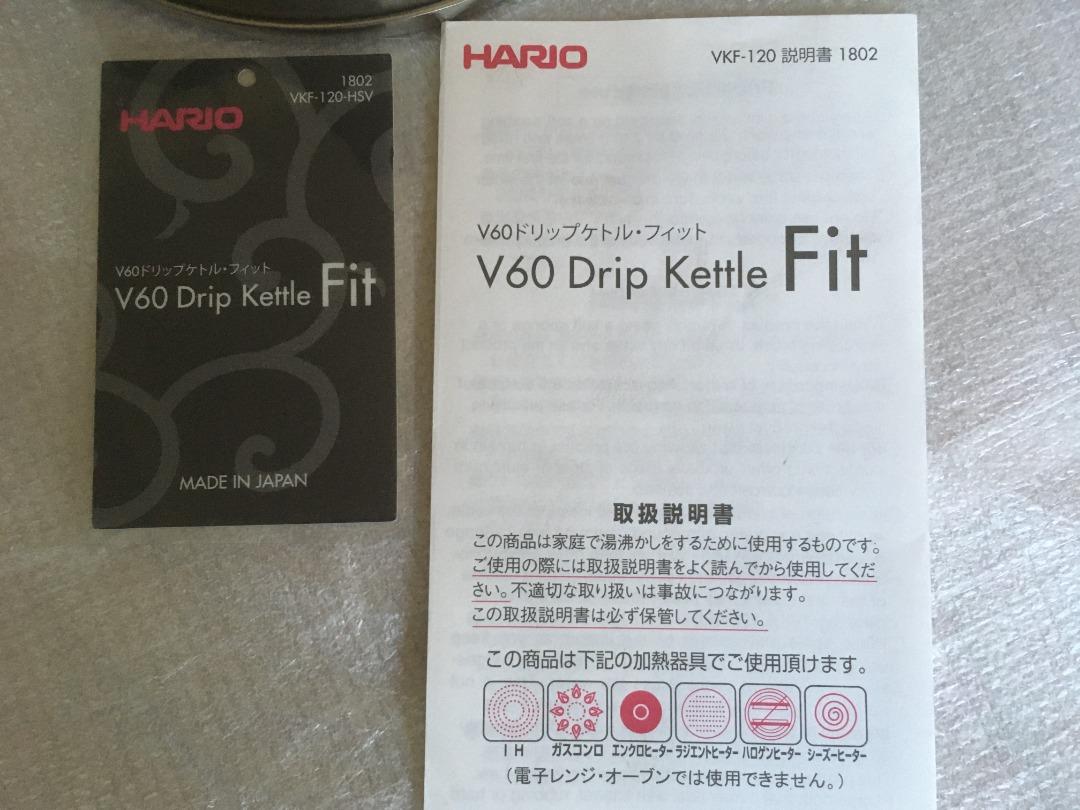 1802
VKF-120-HSV
HARIO
V60ドリップケトル・フィット
V60 Drip Kettle Fit
MADE IN JAPAN
HARIO
VKF-120 説明書 1802
V60ドリップケトル・フィット
V60 Drip Kettle Fit
取扱説明書
この商品は家庭で湯沸かしをするために使用するものです。
ご使用の際には取扱説明書をよく読んでから使用してくだ
さい。不適切な取り扱いは事故につながります。
この取扱説明書は必ず保管してください。
この商品は下記の加熱器具でご使用頂けます。
IH ガスコンロ エンクロヒーター ラジエントヒーター ハロゲンヒーター シーズヒーター
（電子レンジ・オーブンでは使用できません。）